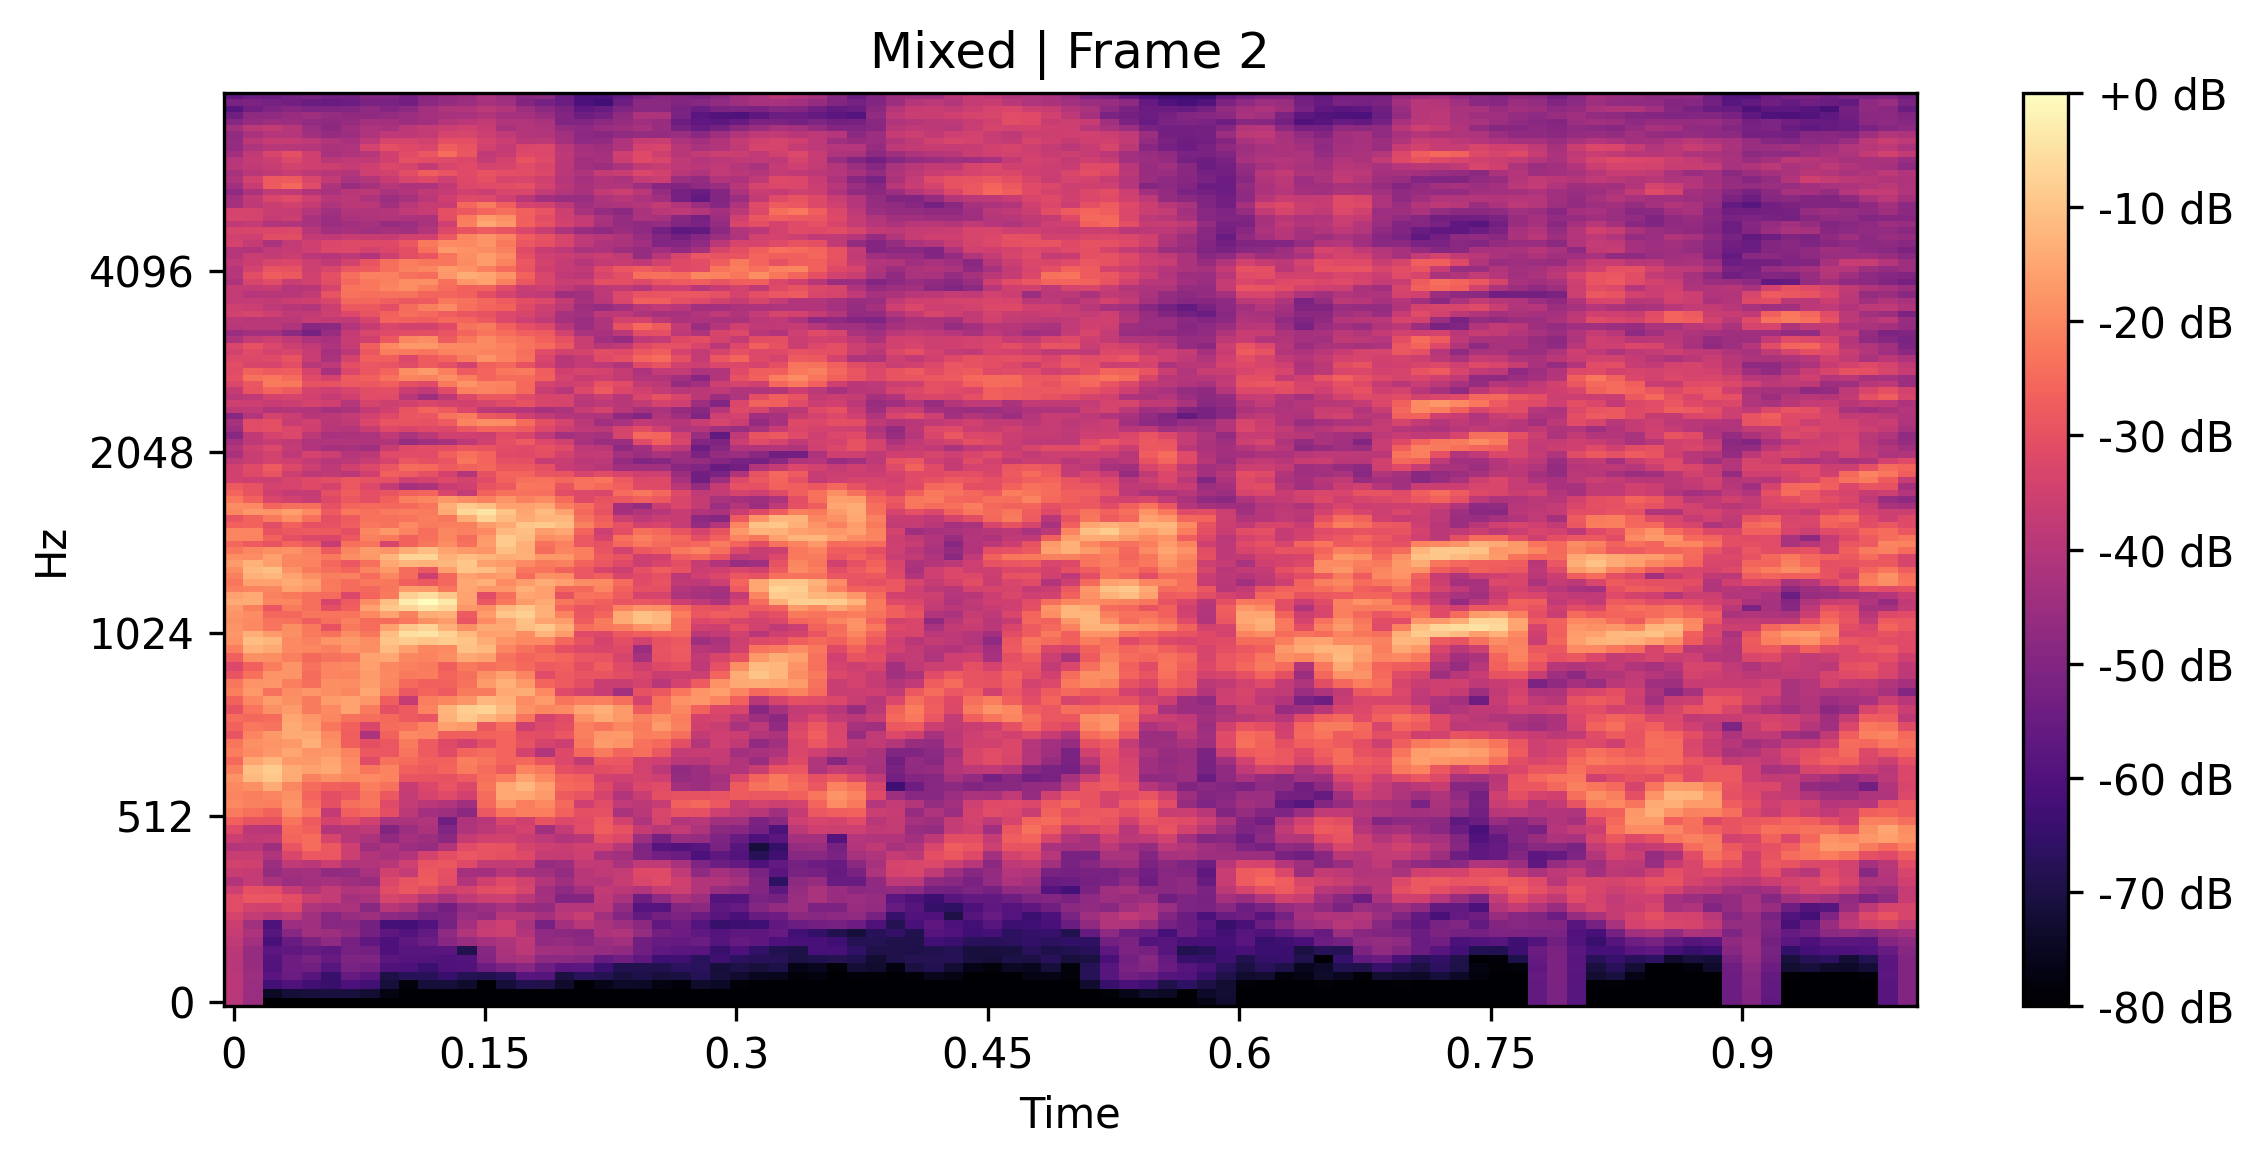 Mixed | Frame 2
+0 dB
-10 dB
-20 dB
-30 dB
-40 dB
-50 dB
-60 dB
-70 dB
-80 dB
Hz
4096
2048
1024
512
0
0 0.15 0.3 0.45 0.6 0.75 0.9
Time